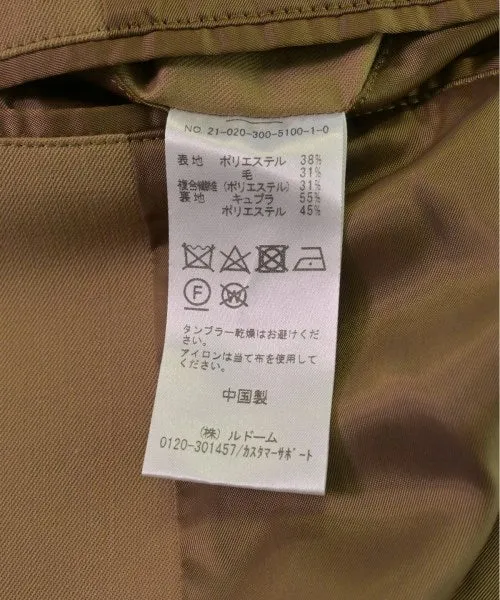 NO. 21-020-300-5100-1-0
表地 ポリエステル 38%
毛 31%
複合繊維(ポリエステル) 31%
裏地 キュプラ 55%
ポリエステル 45%
F W
タンブラー乾燥はお避けくだ
さい。
アイロンは当て布を使用して
ください。
中国製
(株) ルドーム
0120-301457/カスタマーサポート